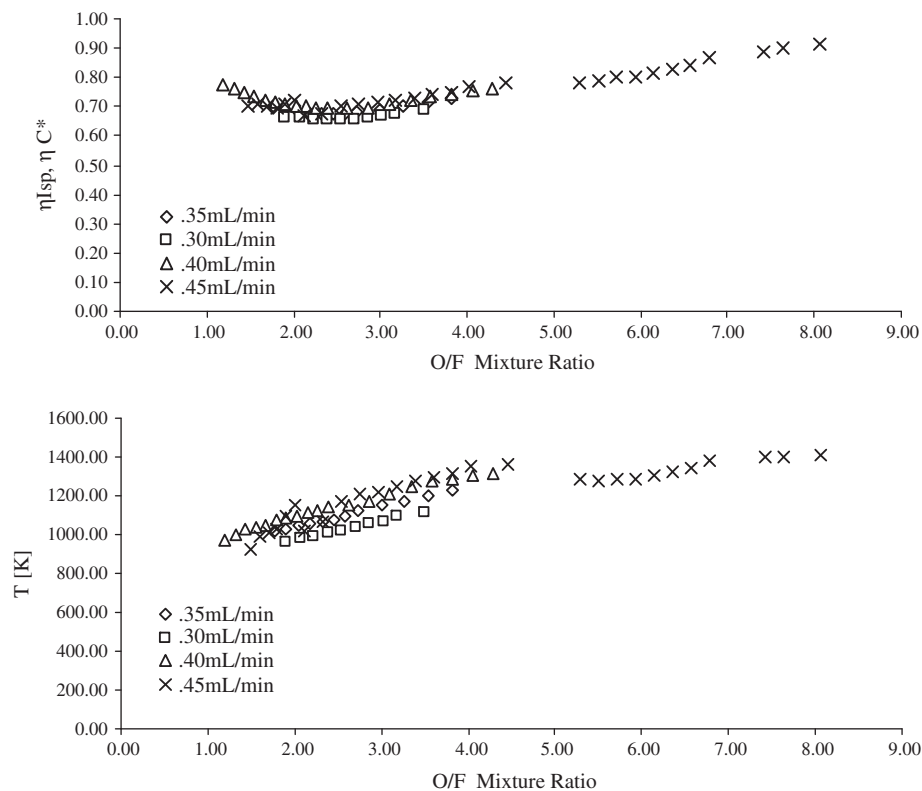 1.00
0.90
0.80
0.70
0.60
0.50
0.40
0.30
0.20
0.10
0.00
ηIsp, η C*
.35mL/min
.30mL/min
.40mL/min
.45mL/min
0.00 1.00 2.00 3.00 4.00 5.00 6.00 7.00 8.00 9.00
O/F Mixture Ratio
1600.00
1400.00
1200.00
1000.00
800.00
600.00
400.00
200.00
0.00
T [K]
.35mL/min
.30mL/min
.40mL/min
.45mL/min
0.00 1.00 2.00 3.00 4.00 5.00 6.00 7.00 8.00 9.00
O/F Mixture Ratio